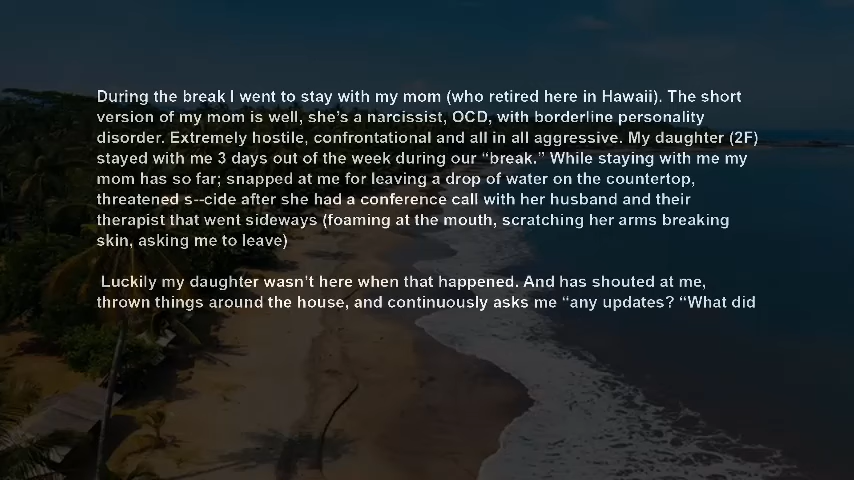 During the break I went to stay with my mom (who retired here in Hawaii). The short
version of my mom is well, she's a narcissist, OCD, with borderline personality
disorder. Extremely hostile, confrontational and all in all aggressive. My daughter (2F)
stayed with me 3 days out of the week during our “break.” While staying with me my
mom has so far; snapped at me for leaving a drop of water on the countertop,
threatened s--cide after she had a conference call with her husband and their
therapist that went sideways (foaming at the mouth, scratching her arms breaking
skin, asking me to leave)
Luckily my daughter wasn't here when that happened. And has shouted at me,
thrown things around the house, and continuously asks me “any updates? “What did